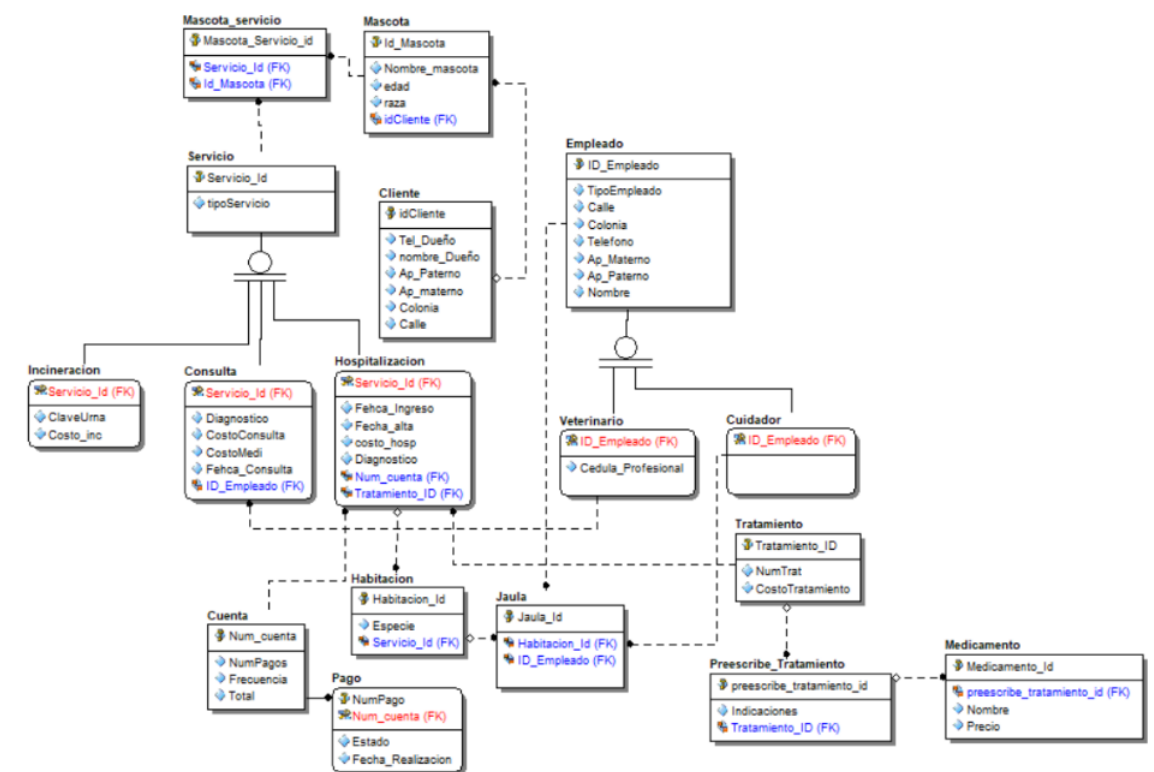 Mascota_servicio
Mascota_Servicio_id
Servicio_Id (FK)
Id_Mascota (FK)
Mascota
Id_Mascota
Nombre_mascota
edad
raza
idCliente (FK)
Servicio
Servicio_Id
tipoServicio
Cliente
idCliente
Tel_Dueño
nombre_Dueño
Ap_Paterno
Ap_materno
Colonia
Calle
Empleado
ID_Empleado
TipoEmpleado
Calle
Colonia
Telefono
Ap_Materno
Ap_Paterno
Nombre
Incineracion
Servicio_Id (FK)
ClaveUrna
Costo_inc
Consulta
Servicio_Id (FK)
Diagnostico
CostoConsulta
CostoMedi
Fehca_Consulta
ID_Empleado (FK)
Hospitalizacion
Servicio_Id (FK)
Fehca_Ingreso
Fecha_alta
costo_hosp
Diagnostico
Num_cuenta (FK)
Tratamiento_ID (FK)
Veterinario
ID_Empleado (FK)
Cedula_Profesional
Cuidador
ID_Empleado (FK)
Tratamiento
Tratamiento_ID
NumTrat
CostoTratamiento
Cuenta
Num_cuenta
NumPagos
Frecuencia
Total
Habitacion
Habitacion_Id
Especie
Servicio_Id (FK)
Jaula
Jaula_Id
Habitacion_Id (FK)
ID_Empleado (FK)
Pago
NumPago
Num_cuenta (FK)
Estado
Fecha_Realizacion
Preescribe_Tratamiento
preescribe_tratamiento_id
Indicaciones
Tratamiento_ID (FK)
Medicamento
Medicamento_Id
preescribe_tratamiento_id (FK)
Nombre
Precio